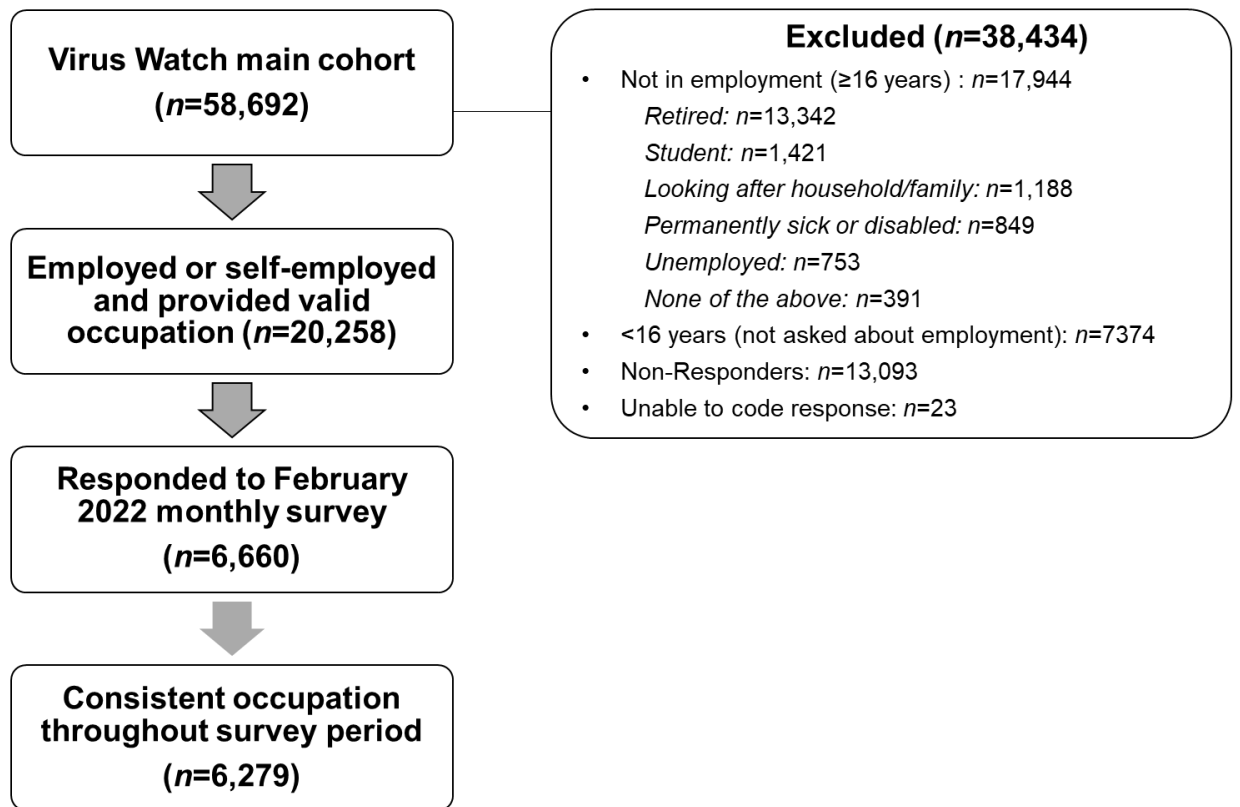 Virus Watch main cohort
(n=58,692)
Excluded (n=38,434)
• Not in employment (≥16 years) : n=17,944
Retired: n=13,342
Student: n=1,421
Looking after household/family: n=1,188
Permanently sick or disabled: n=849
Unemployed: n=753
None of the above: n=391
• <16 years (not asked about employment): n=7374
• Non-Responders: n=13,093
• Unable to code response: n=23
Employed or self-employed
and provided valid
occupation (n=20,258)
Responded to February
2022 monthly survey
(n=6,660)
Consistent occupation
throughout survey period
(n=6,279)